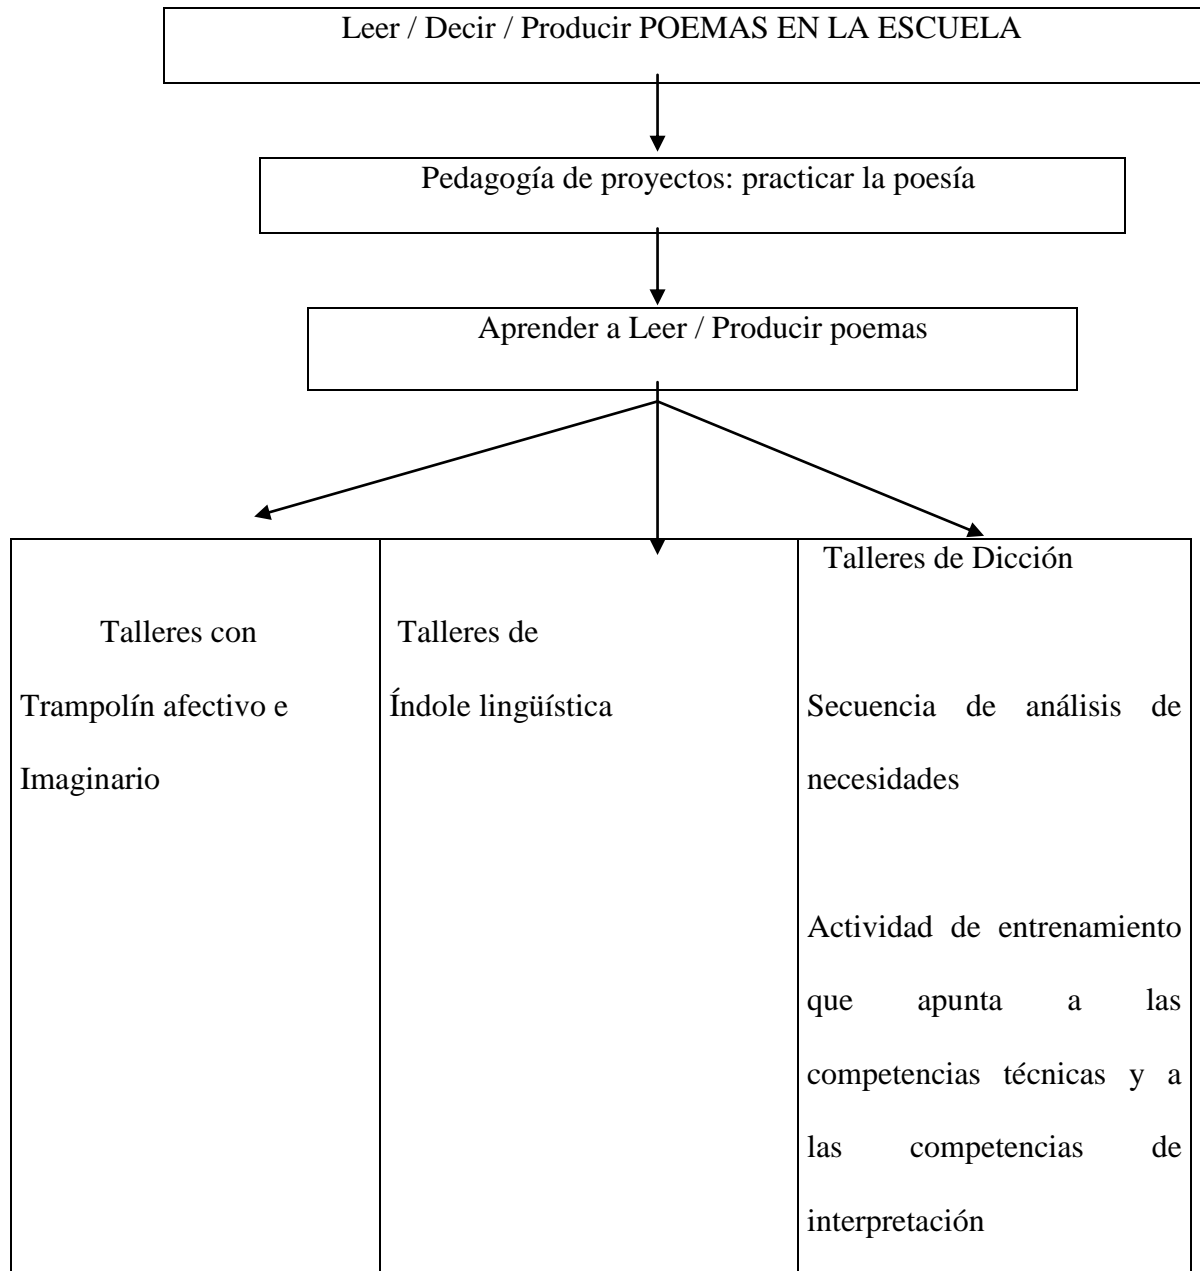 Leer / Decir / Producir POEMAS EN LA ESCUELA
Pedagogía de proyectos: practicar la poesía
Aprender a Leer / Producir poemas
Talleres con
Trampolín afectivo e
Imaginario
Talleres de
Índole lingüística
Talleres de Dicción
Secuencia de análisis de
necesidades
Actividad de entrenamiento
que apunta a las
competencias técnicas y a
las competencias de
interpretación